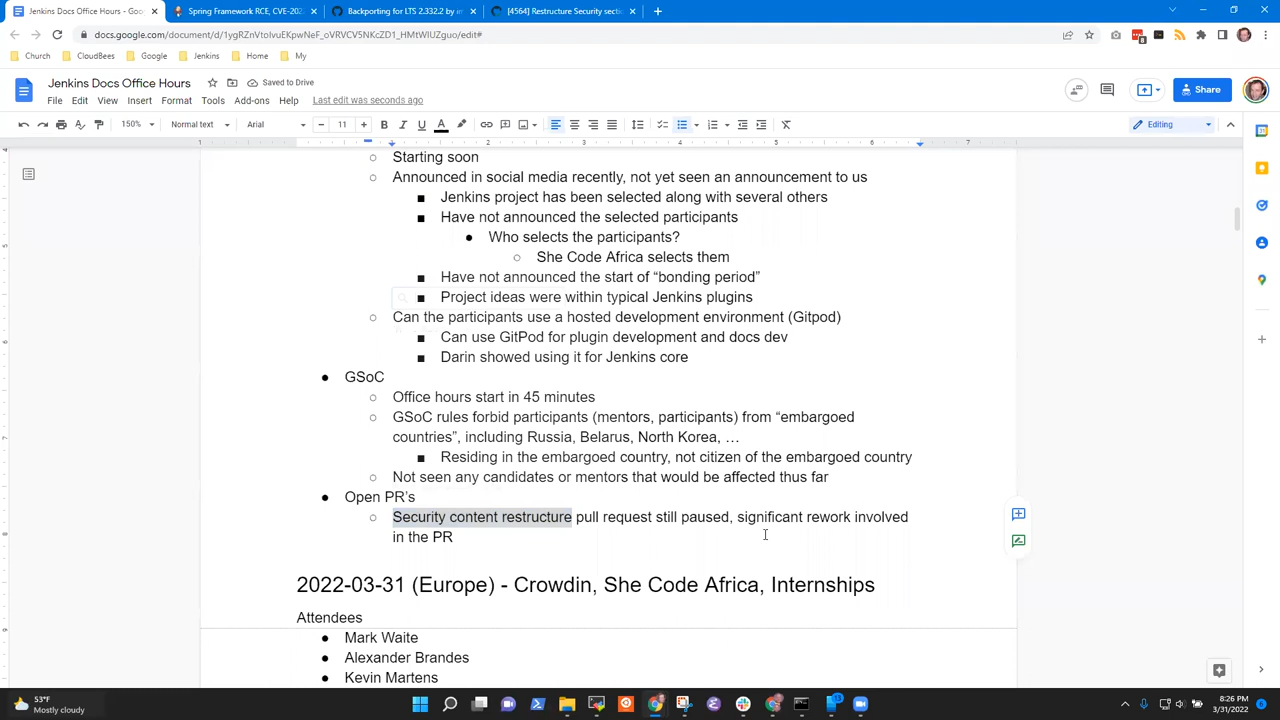 Jenkins Docs Office Hours - Goo
Spring Framework RCE, CVE-202
Backporting for LTS 2.332.2 by m
[4564] Restructure Security secti
docs.google.com/document/d/1ygRZnVtoIvuEKpwNeF_oVRVCV5NKcZD1_HMtWIUZguo/edit#
Church
CloudBees
Google
Jenkins
Home
My
Jenkins Docs Office Hours
Saved to Drive
File Edit View Insert Format Tools Add-ons Help Last edit was seconds ago
Share
150% Normal text Arial 11
Editing
1 1 2 3 4 5 6 7
Starting soon
Announced in social media recently, not yet seen an announcement to us
Jenkins project has been selected along with several others
Have not announced the selected participants
Who selects the participants?
She Code Africa selects them
Have not announced the start of “bonding period”
Project ideas were within typical Jenkins plugins
Can the participants use a hosted development environment (Gitpod)
Can use GitPod for plugin development and docs dev
Darin showed using it for Jenkins core
GSoC
Office hours start in 45 minutes
GSoC rules forbid participants (mentors, participants) from “embargoed
countries”, including Russia, Belarus, North Korea, …
Residing in the embargoed country, not citizen of the embargoed country
Not seen any candidates or mentors that would be affected thus far
Open PR’s
Security content restructure pull request still paused, significant rework involved
in the PR
2022-03-31 (Europe) - Crowdin, She Code Africa, Internships
Attendees
Mark Waite
Alexander Brandes
Kevin Martens
53°F
Mostly cloudy
8:26 PM
3/31/2022